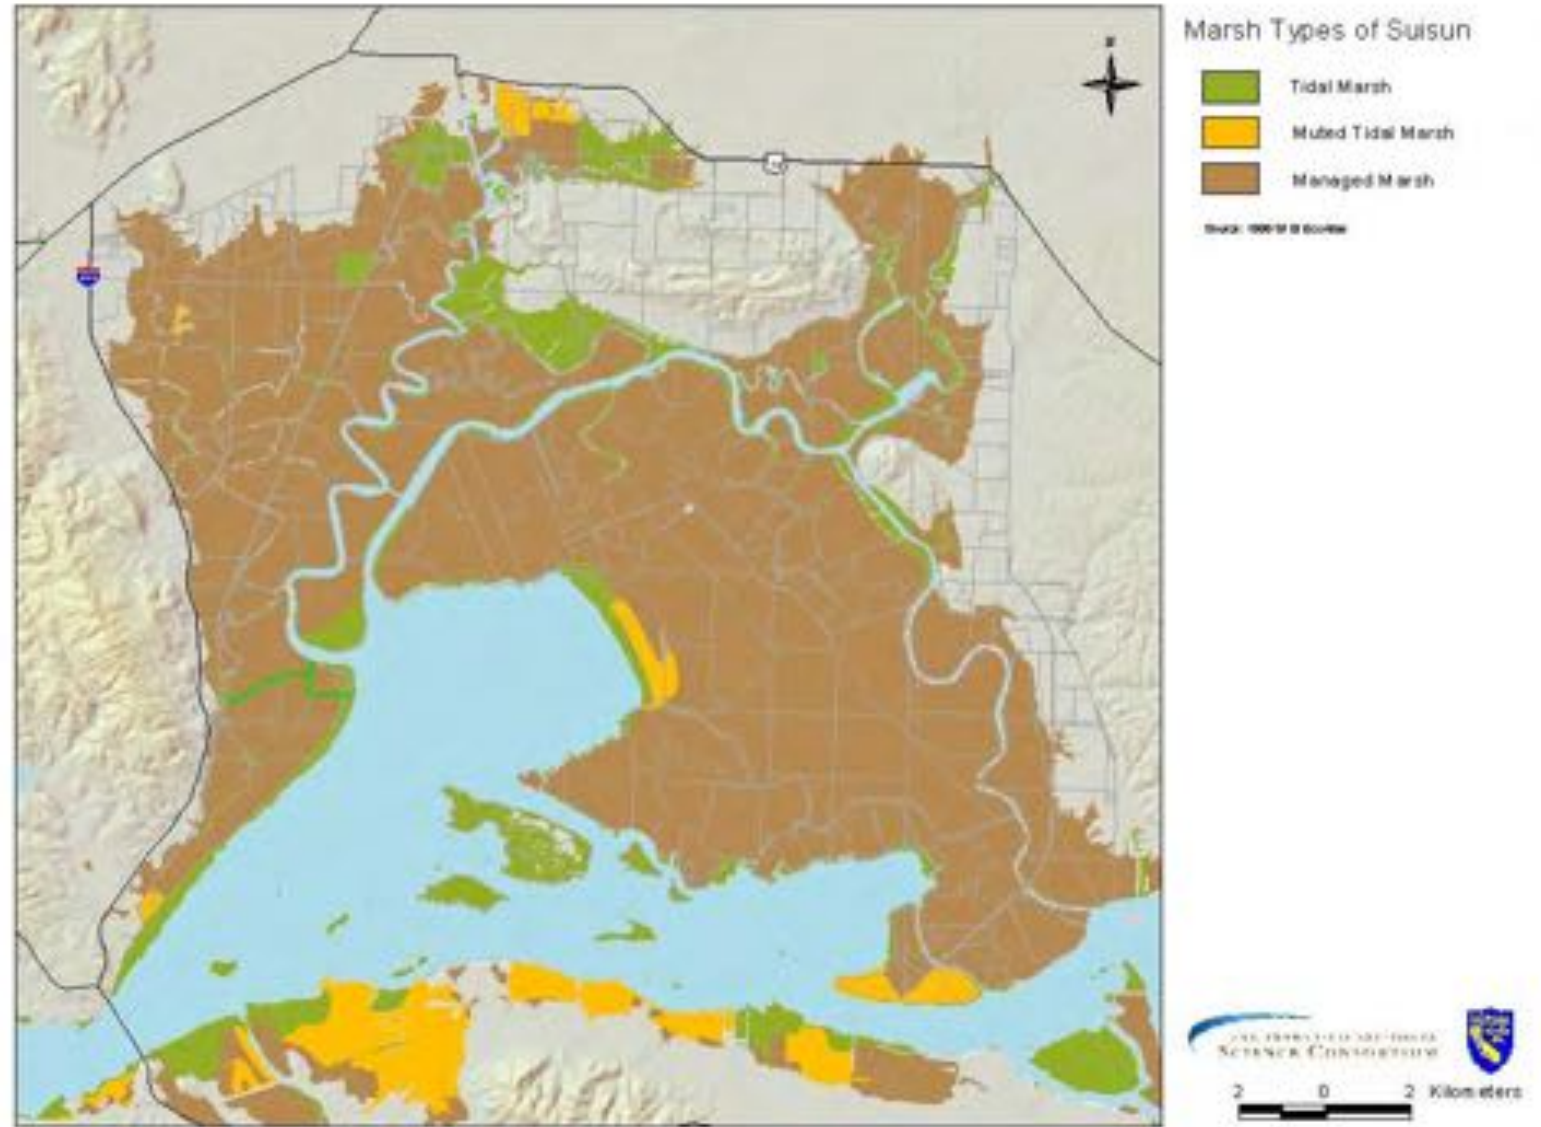 Marsh Types of Suisun
Tidal Marsh
Muted Tidal Marsh
Managed Marsh
SCIENCE CONSORTIUM
2 0 2 Kilometers